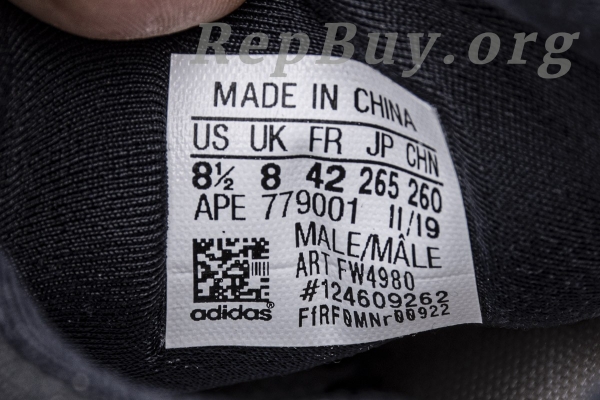 RepBuy.org
MADE IN CHINA
US UK FR JP CHN
8½ 8 42 265 260
APE 779001 11/19
MALE/MÂLE
ART FW4980
#124609262
FfRF0MNr00922
adidas®